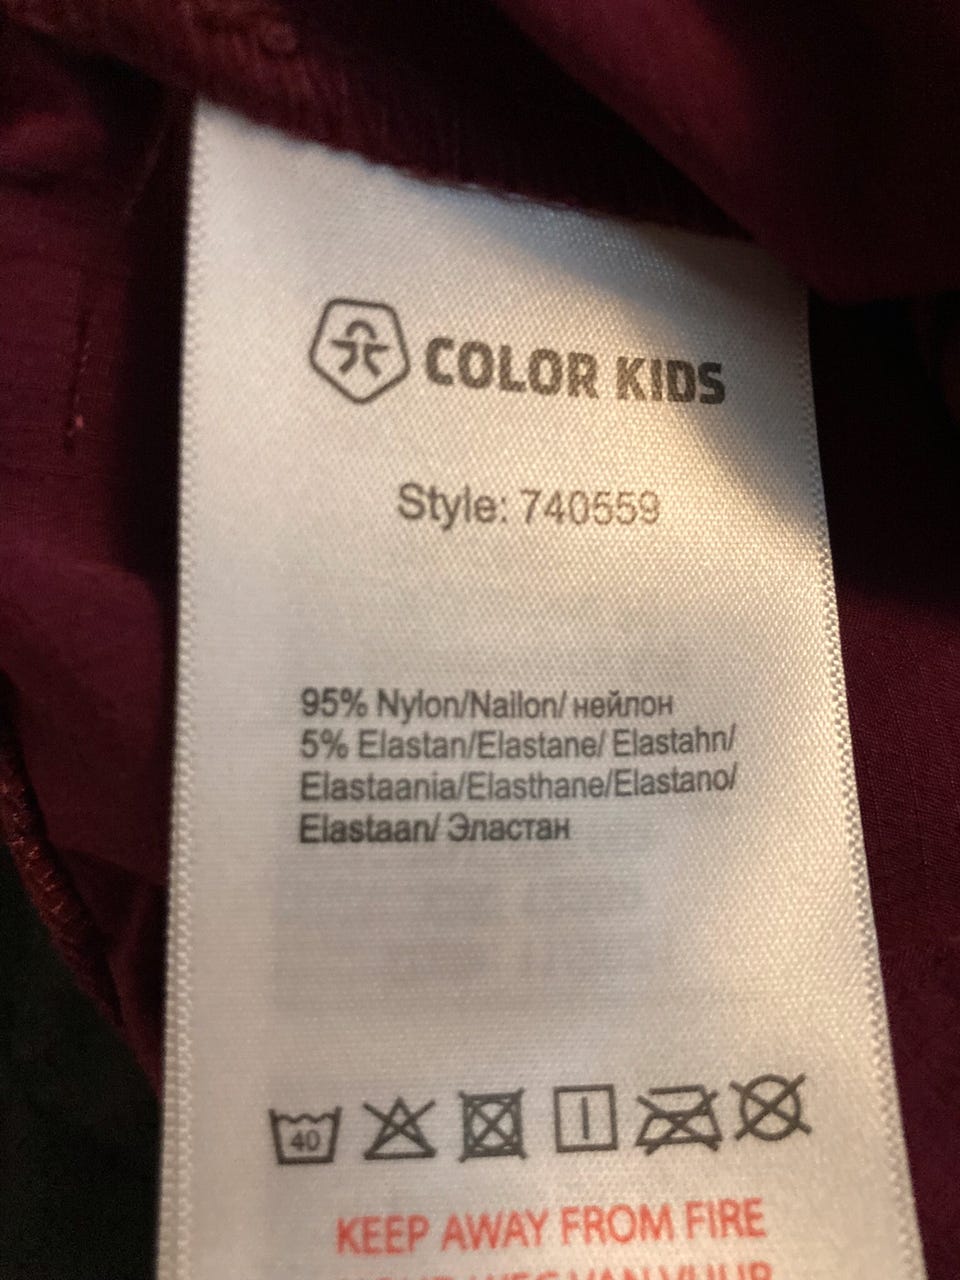 COLOR KIDS
Style: 740559
95% Nylon/Nailon/ нейлон
5% Elastan/Elastane/ Elastahn/
Elastaania/Elasthane/Elastano/
Elastaan/ Эластан
40
KEEP AWAY FROM FIRE